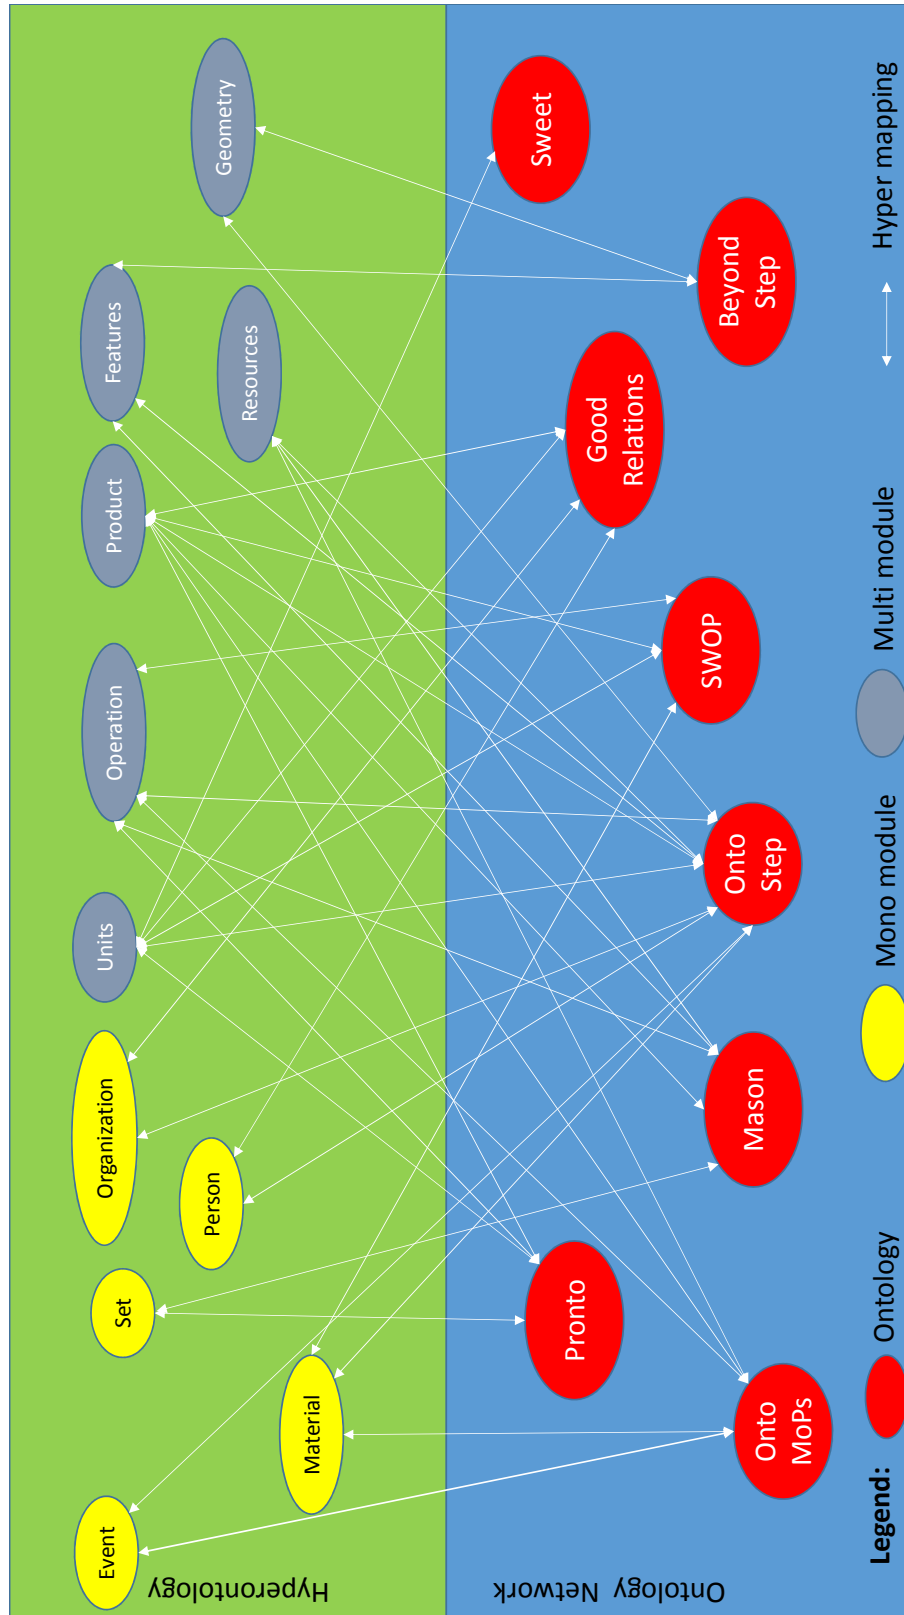 Hyperontology
Event
Material
Set
Person
Organization
Units
Operation
Product
Features
Resources
Geometry
Ontology Network
Onto
MoPs
Pronto
Mason
Onto
Step
SWOP
Good
Relations
Beyond
Step
Sweet
Legend:
Ontology
Mono module
Multi module
Hyper mapping